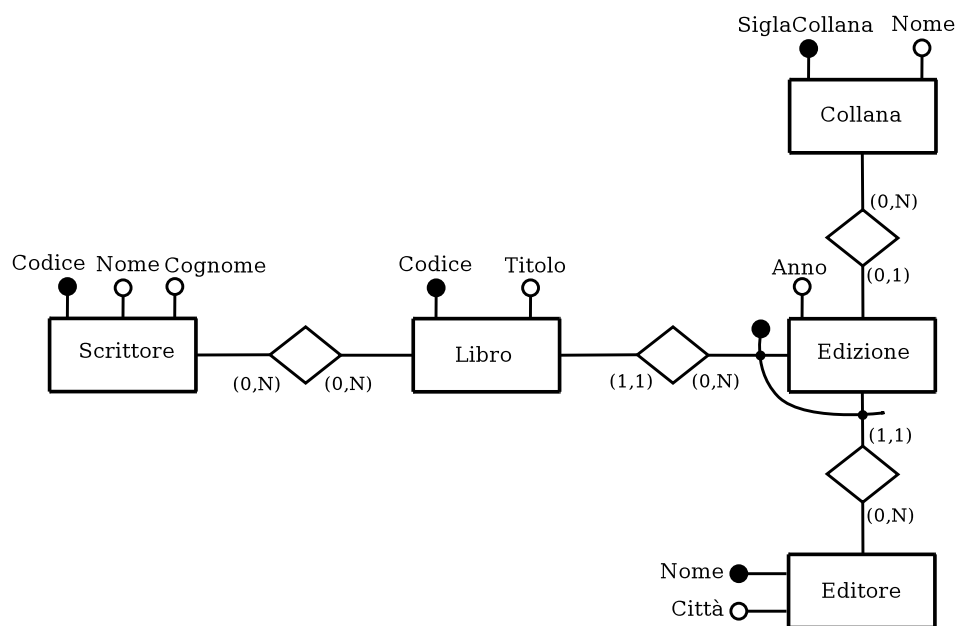 SiglaCollana Nome
Collana
(0,N)
(0,1)
Codice Nome Cognome
Scrittore
(0,N) (0,N)
Codice Titolo
Libro
(1,1) (0,N)
Anno
Edizione
(1,1)
(0,N)
Nome
Città
Editore